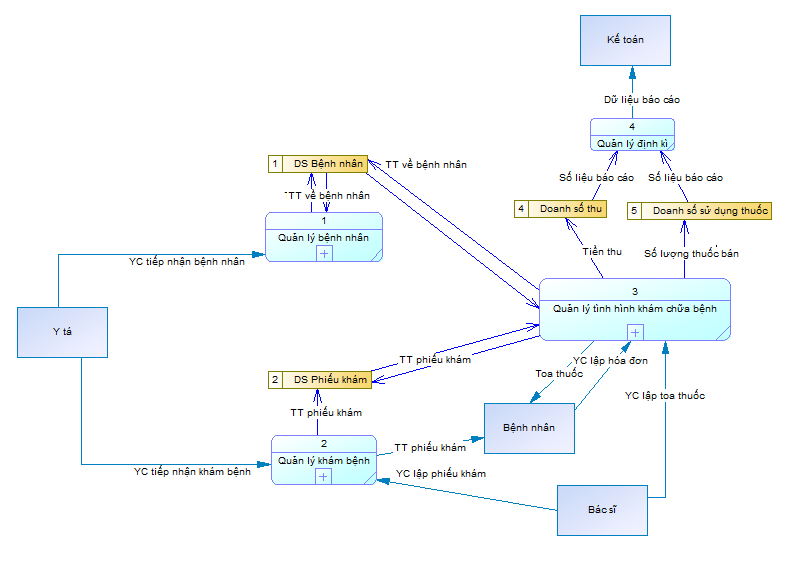 Kế toán
Dữ liệu báo cáo
4
Quản lý định kì
1 DS Bệnh nhân
TT về bệnh nhân
Số liệu báo cáo
Số liệu báo cáo
TT về bệnh nhân
4 Doanh số thu
5 Doanh số sử dụng thuốc
1
Quản lý bệnh nhân
Tiền thu
Số lượng thuốc bán
YC tiếp nhận bệnh nhân
3
Quản lý tình hình khám chữa bệnh
Y tá
TT phiếu khám
YC lập hóa đơn
Toa thuốc
2 DS Phiếu khám
YC lập toa thuốc
TT phiếu khám
Bệnh nhân
2
Quản lý khám bệnh
TT phiếu khám
YC tiếp nhận khám bệnh
YC lập phiếu khám
Bác sĩ